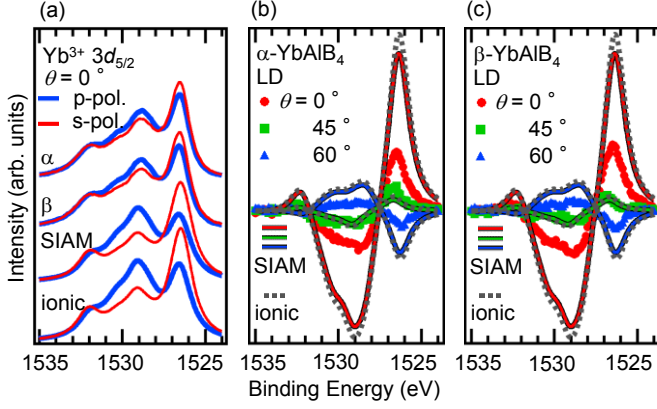 (a)
Yb³⁺ 3d₅/₂
θ = 0 °
p-pol.
s-pol.
α
β
SIAM
ionic
Intensity (arb. units)
1535
1530
1525
(b)
α-YbAlB₄
LD
θ = 0 °
45 °
60 °
SIAM
ionic
1535
1530
1525
(c)
β-YbAlB₄
LD
θ = 0 °
45 °
60 °
SIAM
ionic
1535
1530
1525
Binding Energy (eV)